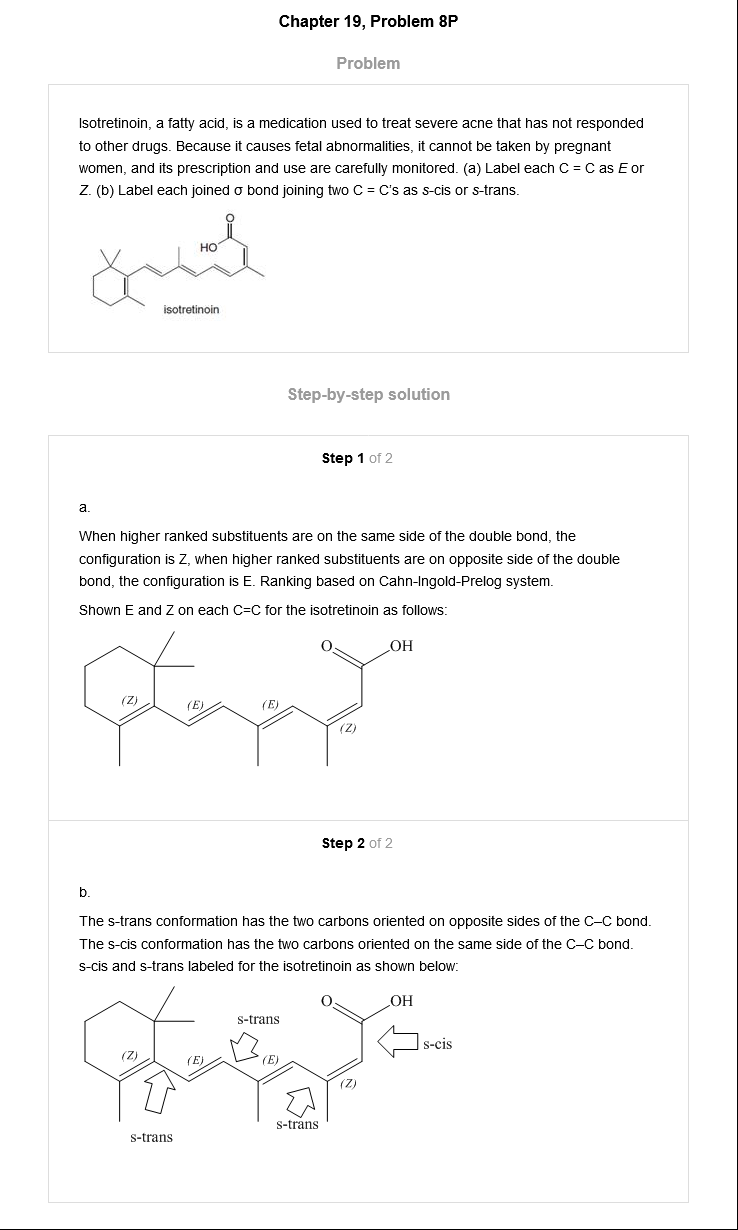 Chapter 19, Problem 8P
Problem
Isotretinoin, a fatty acid, is a medication used to treat severe acne that has not responded
to other drugs. Because it causes fetal abnormalities, it cannot be taken by pregnant
women, and its prescription and use are carefully monitored. (a) Label each C = C as E or
Z. (b) Label each joined σ bond joining two C = C's as s-cis or s-trans.
O
HO
isotretinoin
Step-by-step solution
Step 1 of 2
a.
When higher ranked substituents are on the same side of the double bond, the
configuration is Z, when higher ranked substituents are on opposite side of the double
bond, the configuration is E. Ranking based on Cahn-Ingold-Prelog system.
Shown E and Z on each C=C for the isotretinoin as follows:
O OH
(Z) (E) (E)
(Z)
Step 2 of 2
b.
The s-trans conformation has the two carbons oriented on opposite sides of the C–C bond.
The s-cis conformation has the two carbons oriented on the same side of the C–C bond.
s-cis and s-trans labeled for the isotretinoin as shown below:
O OH
s-trans
s-cis
(Z) (E) (E)
(Z)
s-trans
s-trans